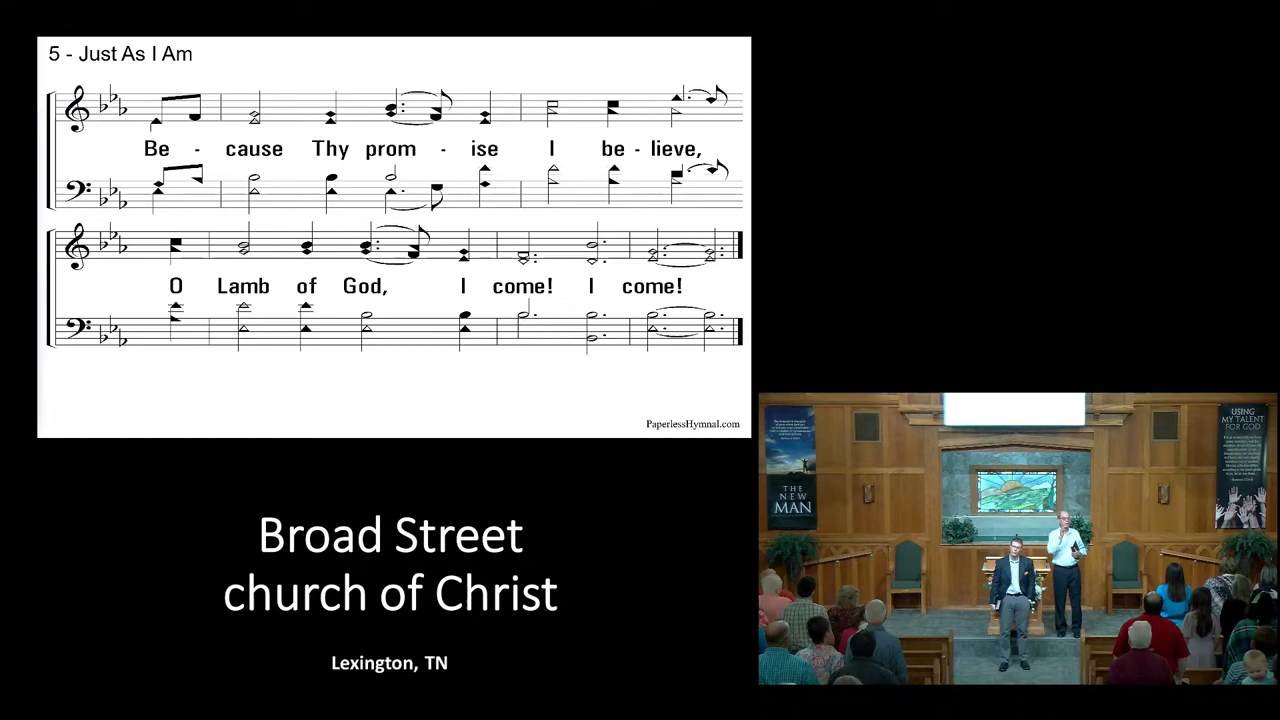 5 - Just As I Am
Be - cause Thy prom - ise I be - lieve,
O Lamb of God, I come! I come!
PaperlessHymnal.com
Broad Street
church of Christ
Lexington, TN
THE
NEW
MAN
USING
MY TALENT
FOR GOD